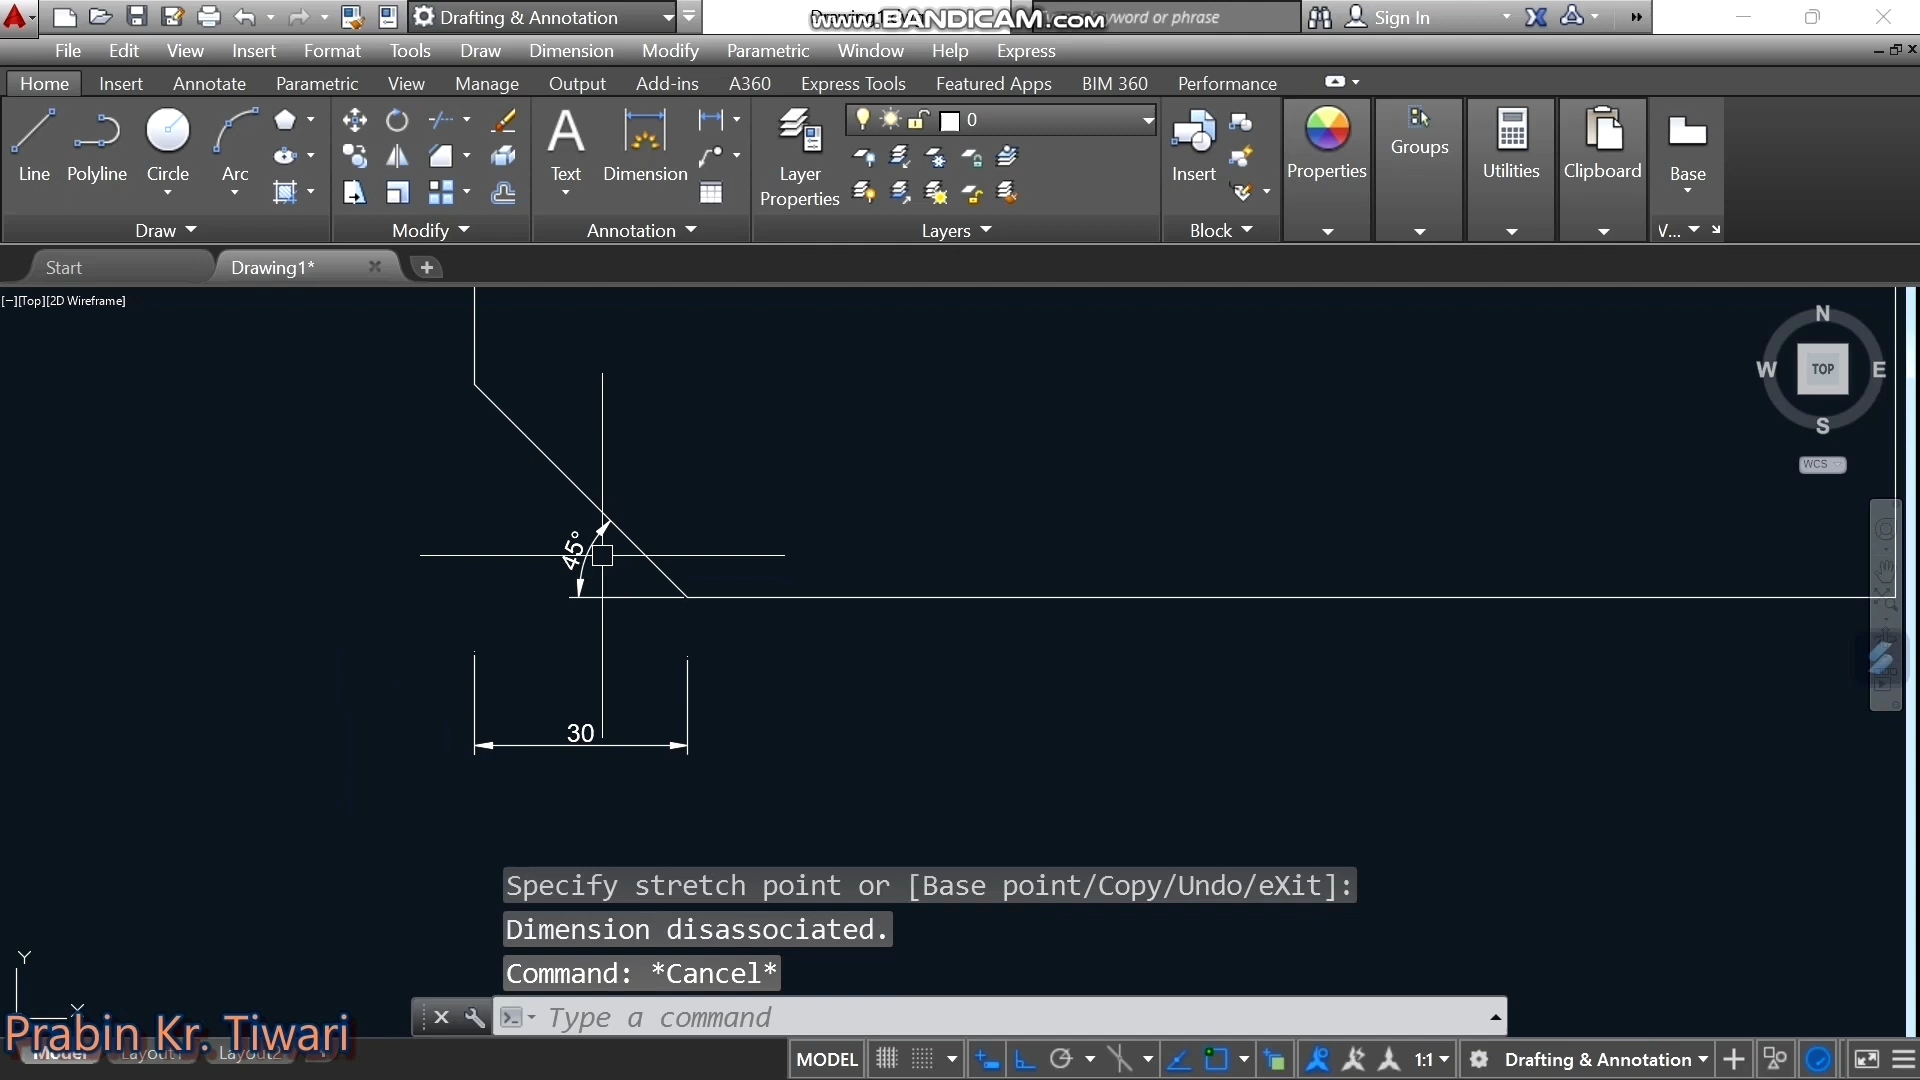 Drafting & Annotation www.BANDICAM.com word or phrase Sign In
File Edit View Insert Format Tools Draw Dimension Modify Parametric Window Help Express
Home Insert Annotate Parametric View Manage Output Add-ins A360 Express Tools Featured Apps BIM 360 Performance
0
Line Polyline Circle Arc Text Dimension Layer Properties Insert Properties Groups Utilities Clipboard Base
Draw Modify Annotation Layers Block V...
Start Drawing1* +
[−][Top][2D Wireframe]
N
W TOP E
S
WCS
45°
30
Specify stretch point or [Base point/Copy/Undo/eXit]:
Dimension disassociated.
Command: *Cancel*
Type a command
Y
X
Prabin Kr. Tiwari
Model Layout1 Layout2
MODEL 1:1 Drafting & Annotation